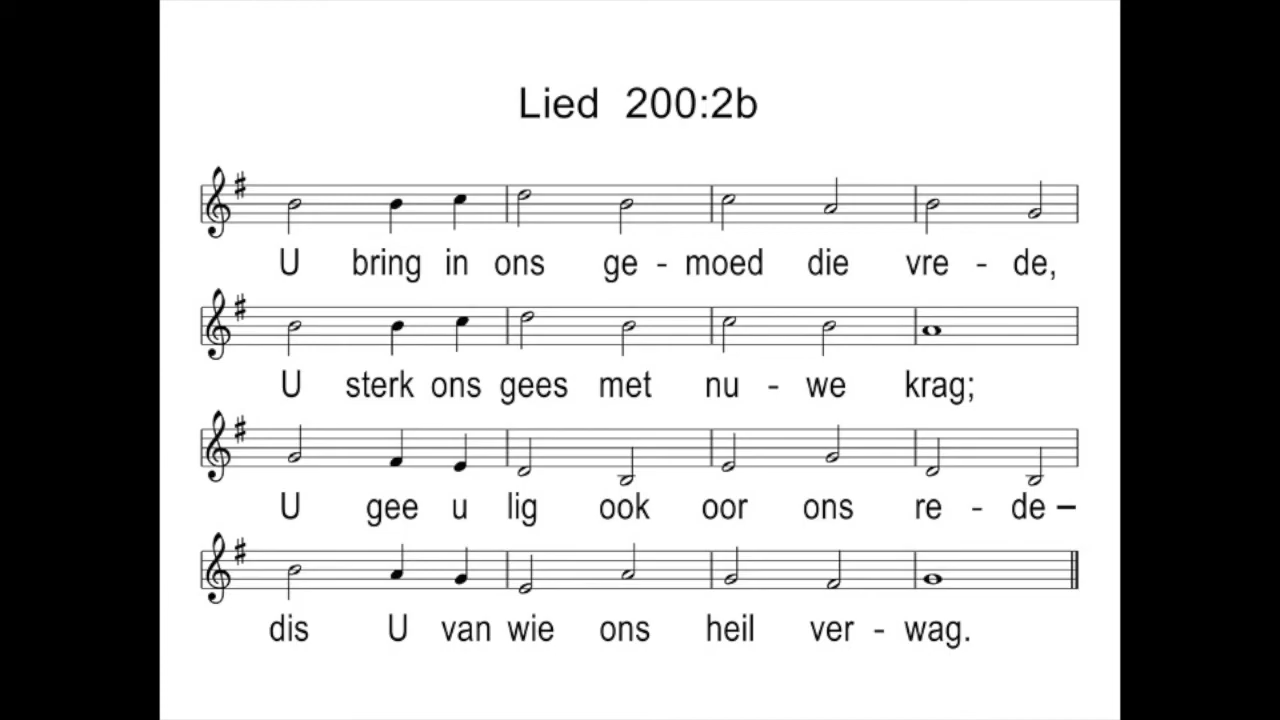 Lied 200:2b
U bring in ons ge - moed die vre - de,
U sterk ons gees met nu - we krag;
U gee u lig ook oor ons re - de –
dis U van wie ons heil ver - wag.